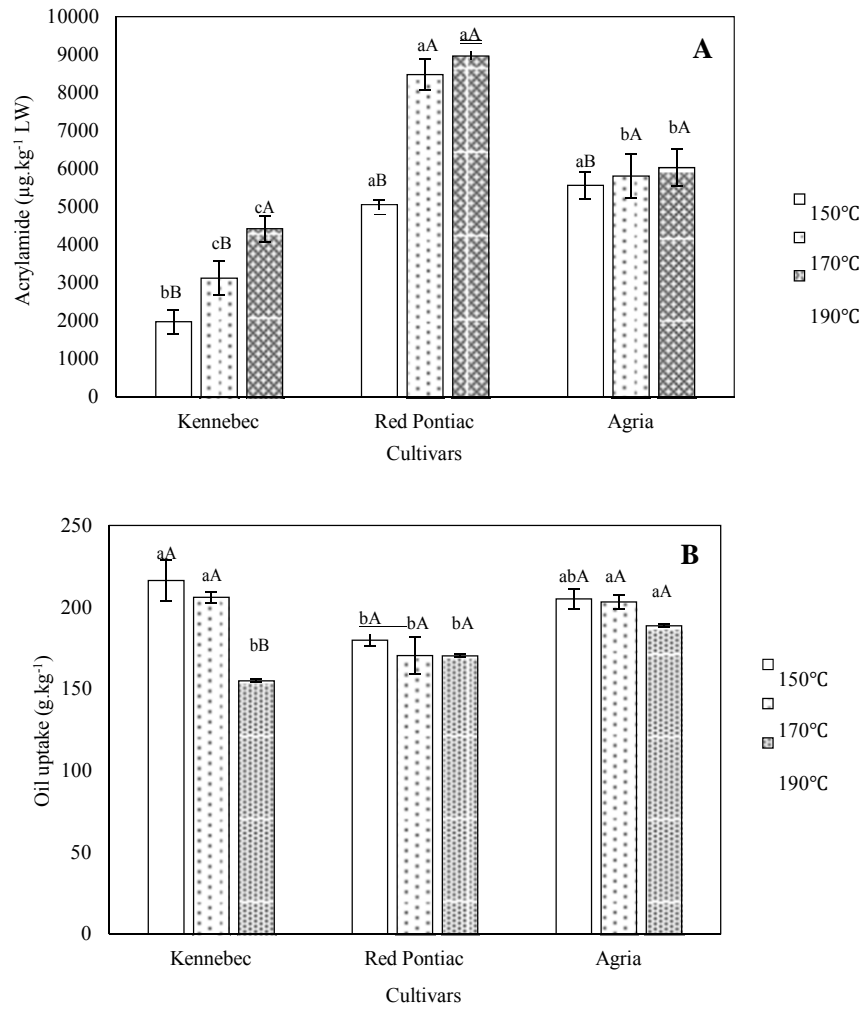 10000
9000
8000
7000
6000
5000
4000
3000
2000
1000
0
Acrylamide (µg.kg⁻¹ LW)
A
bB
cB
cA
aB
aA
aA
aB
bA
bA
Kennebec
Red Pontiac
Agria
Cultivars
150℃
170℃
190℃
250
200
150
100
50
0
Oil uptake (g.kg⁻¹)
B
aA
aA
bB
bA
bA
bA
abA
aA
aA
Kennebec
Red Pontiac
Agria
Cultivars
150℃
170℃
190℃